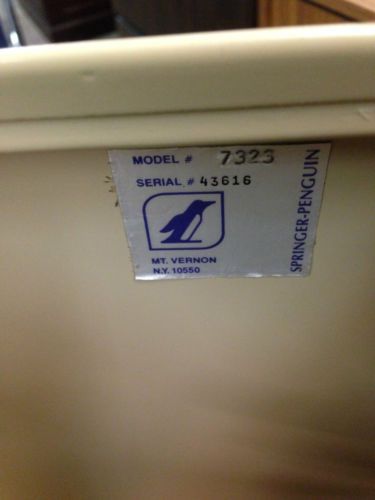 MODEL # 7323
SERIAL # 43616
MT. VERNON
N.Y. 10550
SPRINGER-PENGUIN